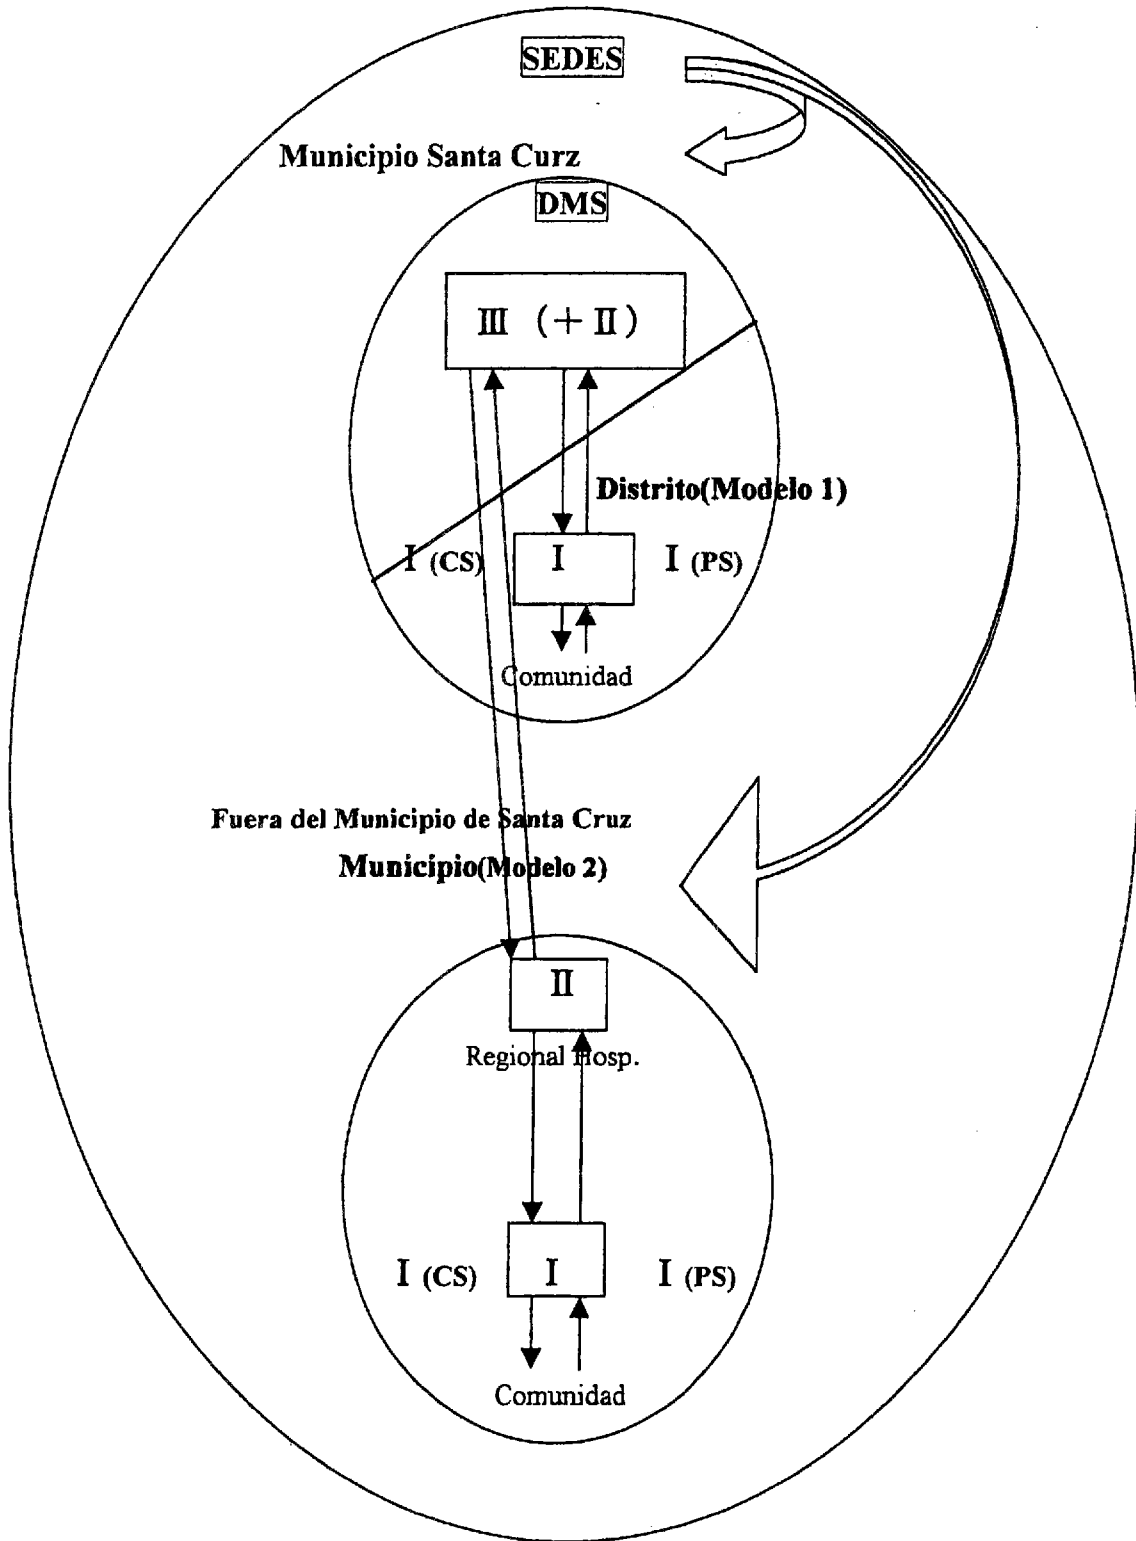 SEDES
Municipio Santa Curz
DMS
Ⅲ (+Ⅱ)
Distrito(Modelo 1)
Ⅰ (CS) Ⅰ Ⅰ (PS)
Comunidad
Fuera del Municipio de Santa Cruz
Municipio(Modelo 2)
Ⅱ
Regional Hosp.
Ⅰ (CS) Ⅰ Ⅰ (PS)
Comunidad